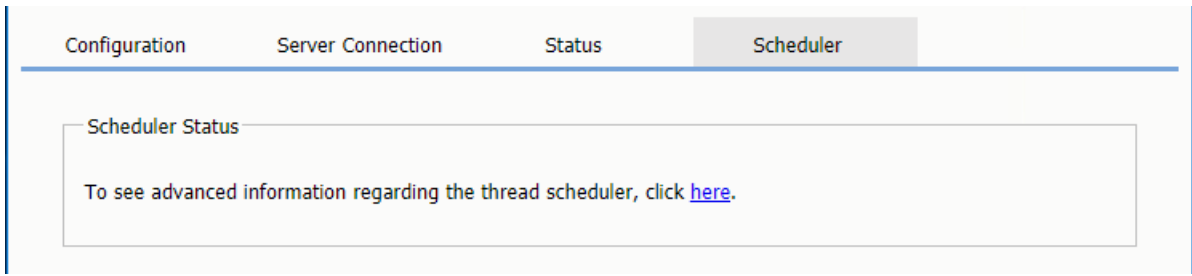 Configuration Server Connection Status Scheduler
Scheduler Status
To see advanced information regarding the thread scheduler, click here.